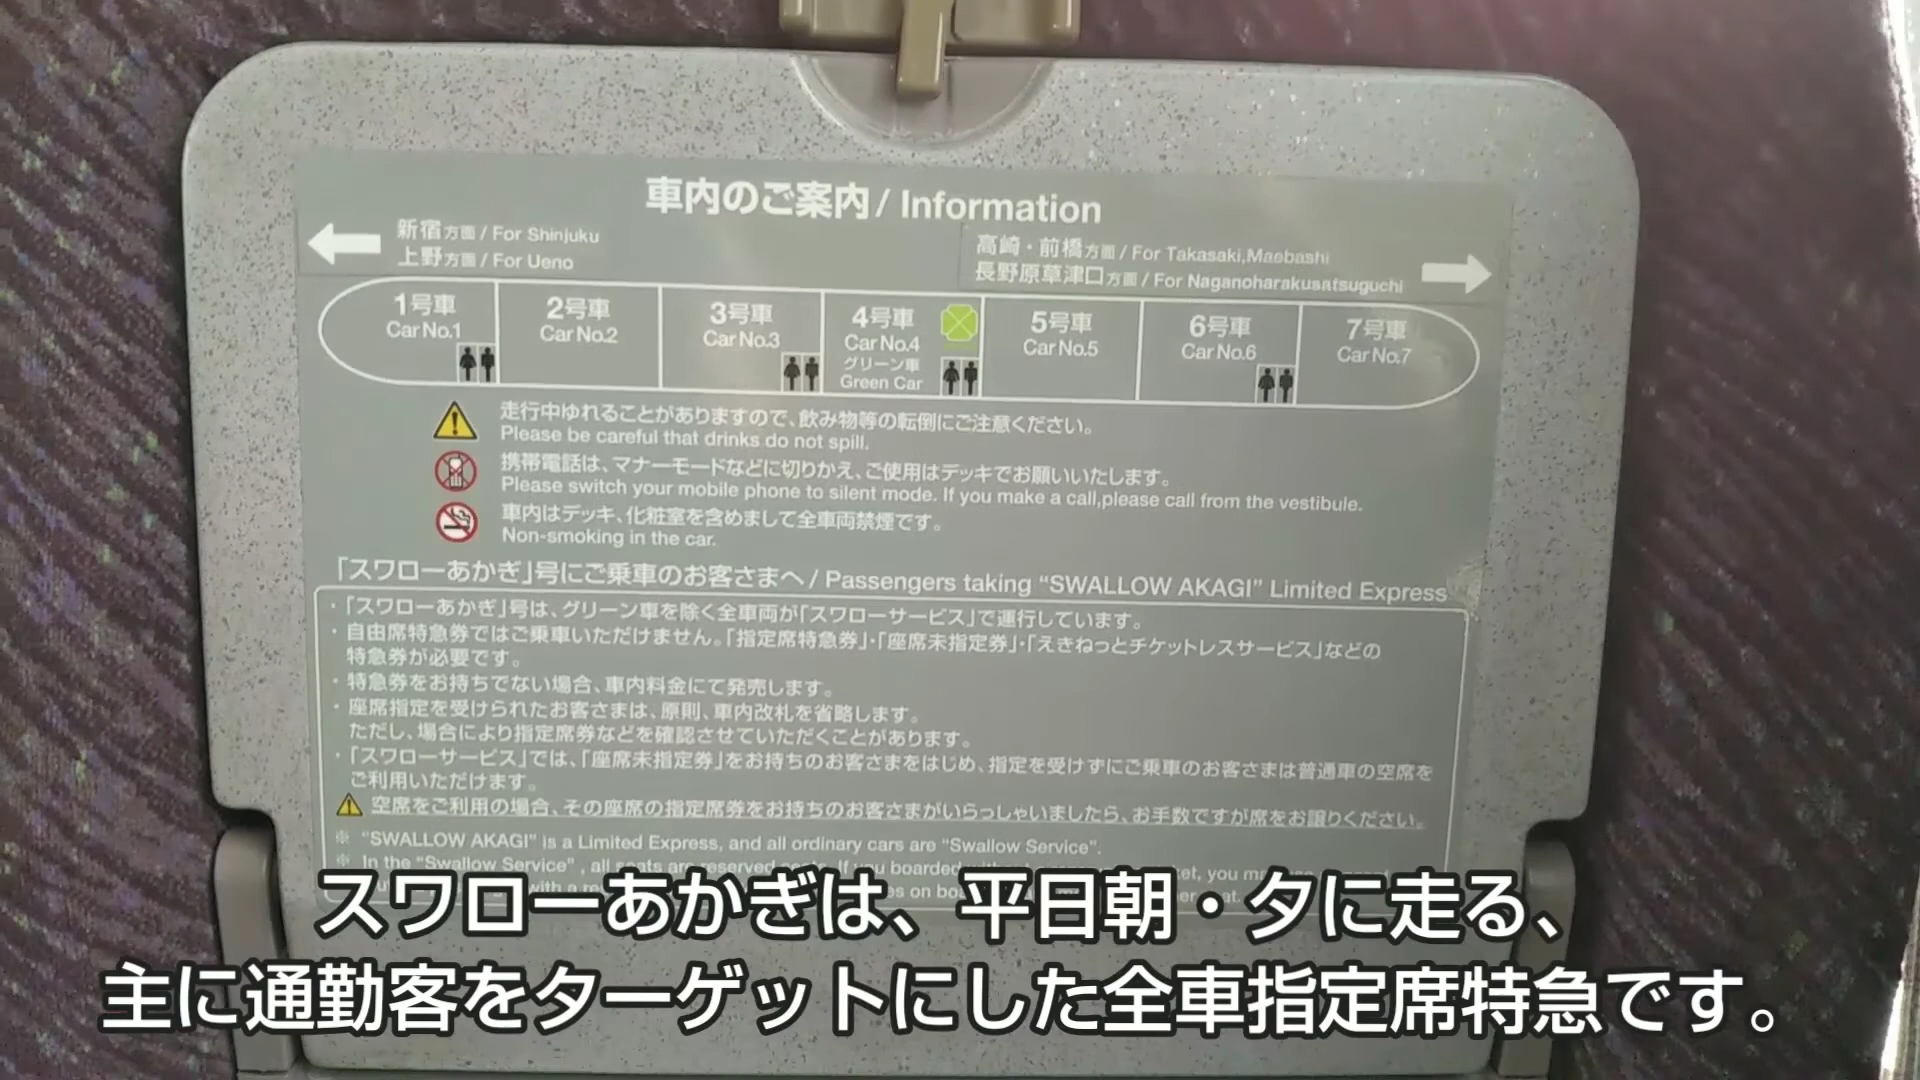 車内のご案内 / Information
新宿方面 / For Shinjuku
上野方面 / For Ueno
高崎・前橋方面 / For Takasaki,Maebashi
長野原草津口方面 / For Naganoharakusatsuguchi
1号車
Car No.1
2号車
Car No.2
3号車
Car No.3
4号車
Car No.4
グリーン車
Green Car
5号車
Car No.5
6号車
Car No.6
7号車
Car No.7
走行中ゆれることがありますので、飲み物等の転倒にご注意ください。
Please be careful that drinks do not spill.
携帯電話は、マナーモードなどに切りかえ、ご使用はデッキでお願いいたします。
Please switch your mobile phone to silent mode. If you make a call,please call from the vestibule.
車内はデッキ、化粧室を含めまして全車両禁煙です。
Non-smoking in the car.
「スワローあかぎ」号にご乗車のお客さまへ / Passengers taking “SWALLOW AKAGI” Limited Express
・「スワローあかぎ」号は、グリーン車を除く全車両が「スワローサービス」で運行しています。
・自由席特急券ではご乗車いただけません。「指定席特急券」・「座席未指定券」・「えきねっとチケットレスサービス」などの
特急券が必要です。
・特急券をお持ちでない場合、車内料金にて発売します。
・座席指定を受けられたお客さまは、原則、車内改札を省略します。
ただし、場合により指定席券などを確認させていただくことがあります。
・「スワローサービス」では、「座席未指定券」をお持ちのお客さまをはじめ、指定を受けずにご乗車のお客さまは普通車の空席を
ご利用いただけます。
空席をご利用の場合、その座席の指定席券をお持ちのお客さまがいらっしゃいましたら、お手数ですが席をお譲りください。
※ “SWALLOW AKAGI” is a Limited Express, and all ordinary cars are “Swallow Service”.
※ In the “Swallow Service” , all seats are reserved seats. If you boarded
スワローあかぎは、平日朝・夕に走る、
主に通勤客をターゲットにした全車指定席特急です。